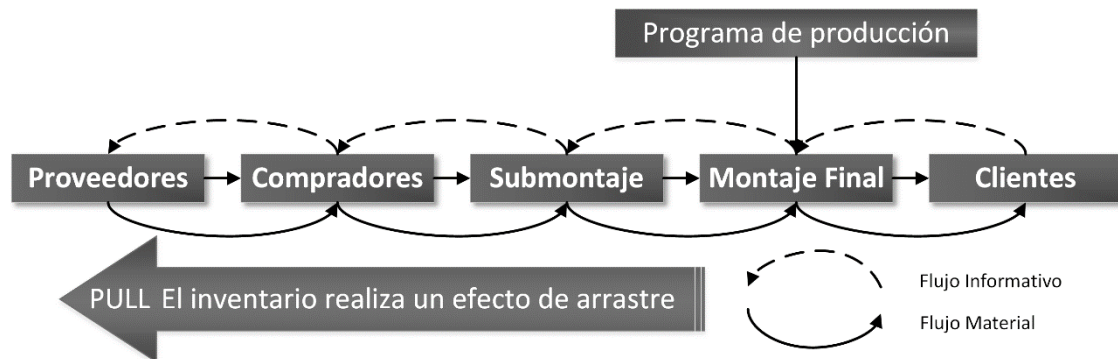 Programa de producción
Proveedores
Compradores
Submontaje
Montaje Final
Clientes
PULL El inventario realiza un efecto de arrastre
Flujo Informativo
Flujo Material